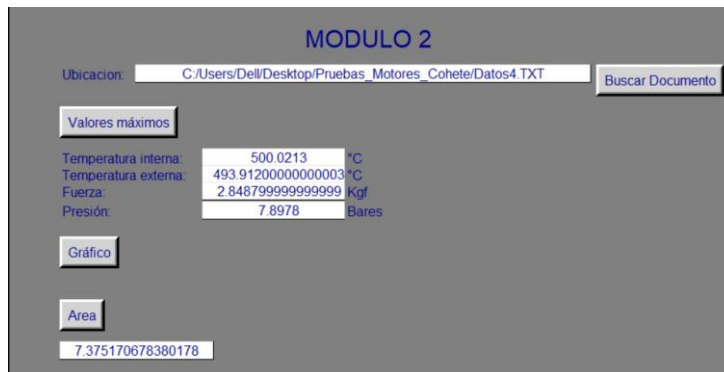 MODULO 2
Ubicacion: C:/Users/Dell/Desktop/Pruebas_Motores_Cohete/Datos4.TXT Buscar Documento
Valores máximos
Temperatura interna: 500.0213 °C
Temperatura externa: 493.91200000000003 °C
Fuerza: 2.848799999999999 Kgf
Presión: 7.8978 Bares
Gráfico
Area
7.375170678380178